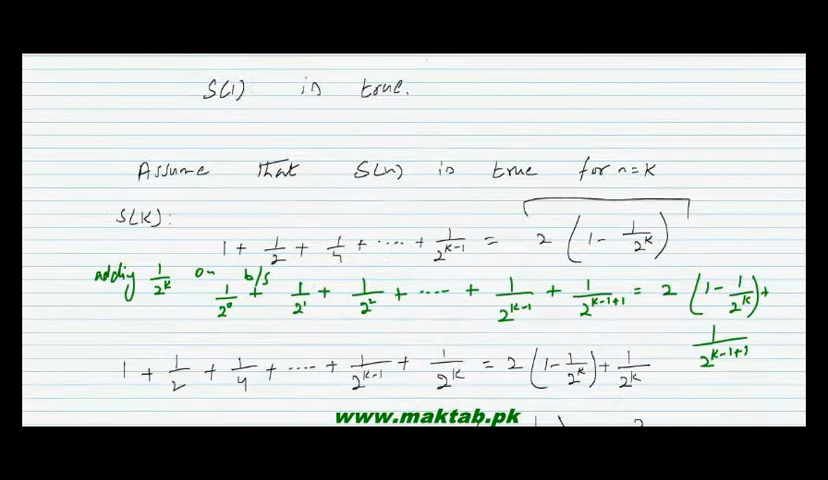 S(1) is true.
Assume that S(n) is true for n=k
S(k):
1 + 1/2 + 1/4 + .... + 1/2^(k-1) = 2 (1 - 1/2^k)
adding 1/2^k on b/s
1/2^0 + 1/2^1 + 1/2^2 + .... + 1/2^(k-1) + 1/2^(k-1+1) = 2 (1 - 1/2^k) +
1/2^(k-1+1)
1 + 1/2 + 1/4 + .... + 1/2^(k-1) + 1/2^k = 2 (1 - 1/2^k) + 1/2^k
www.maktab.pk